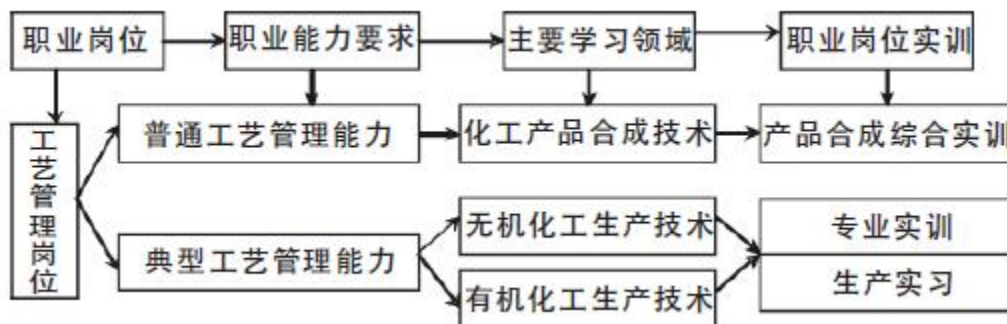 职业岗位
职业能力要求
主要学习领域
职业岗位实训
工艺管理岗位
普通工艺管理能力
化工产品合成技术
产品合成综合实训
典型工艺管理能力
无机化工生产技术
有机化工生产技术
专业实训
生产实习